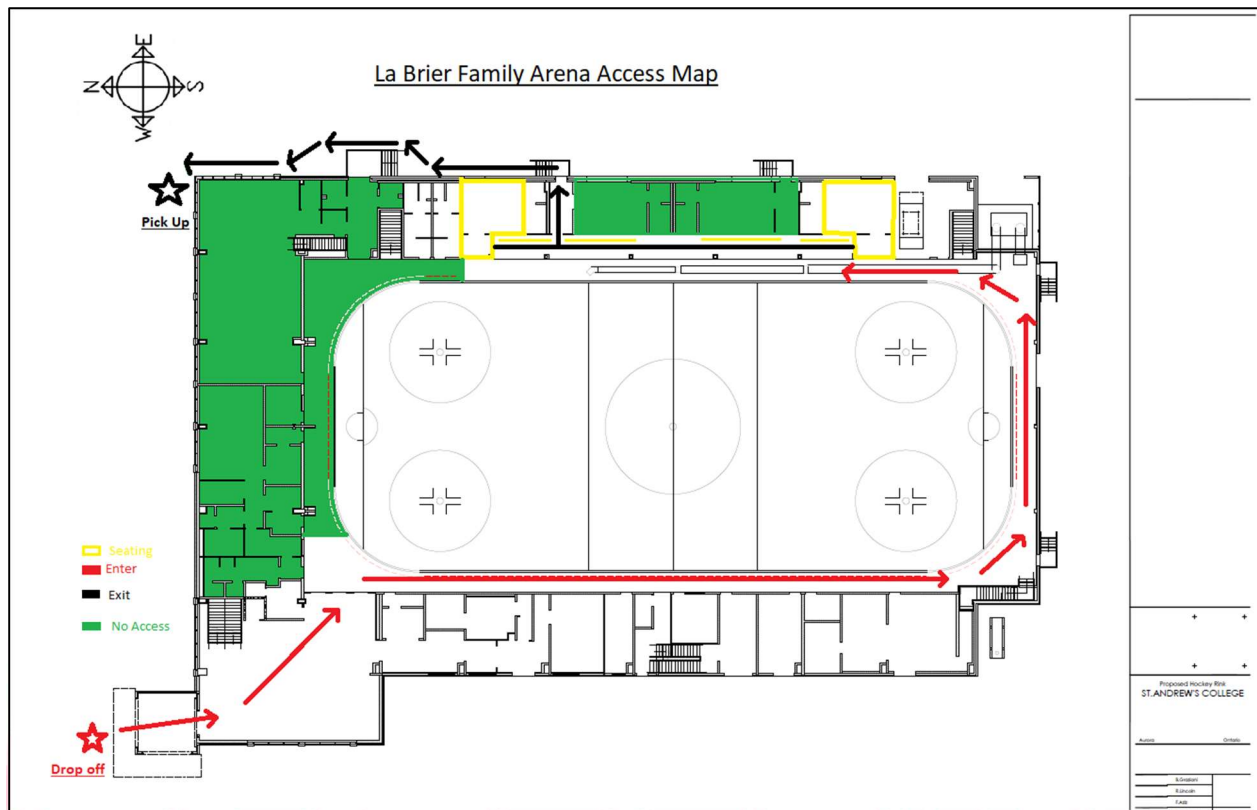 La Brier Family Arena Access Map
E
N
S
W
Pick Up
Seating
Enter
Exit
No Access
Drop off
Proposed Hockey Rink
ST.ANDREW'S COLLEGE
Aurora
Ontario
R.Lincoln